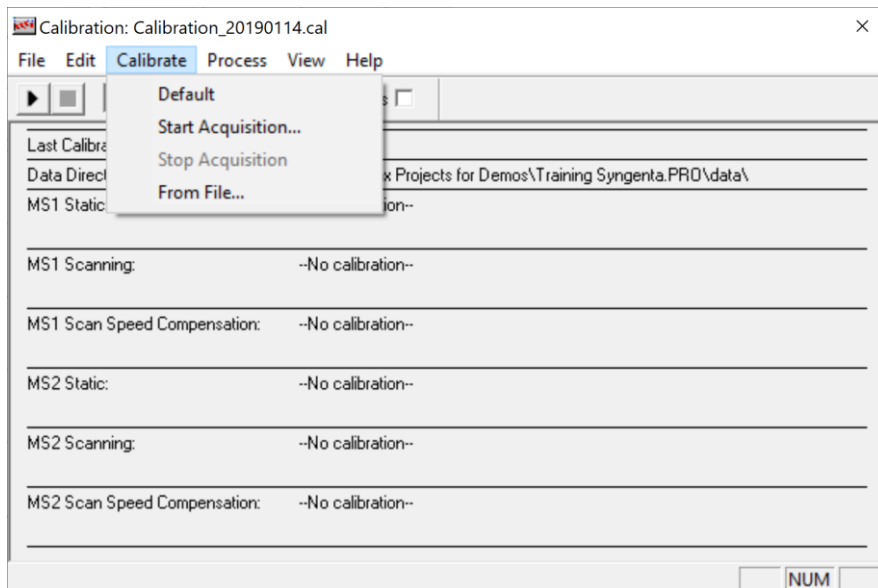 Calibration: Calibration_20190114.cal
File Edit Calibrate Process View Help
Default
Start Acquisition...
Stop Acquisition
From File...
Last Calibra
Data Direct x Projects for Demos\Training Syngenta.PRO\data\
MS1 Static ion--
MS1 Scanning: --No calibration--
MS1 Scan Speed Compensation: --No calibration--
MS2 Static: --No calibration--
MS2 Scanning: --No calibration--
MS2 Scan Speed Compensation: --No calibration--
NUM